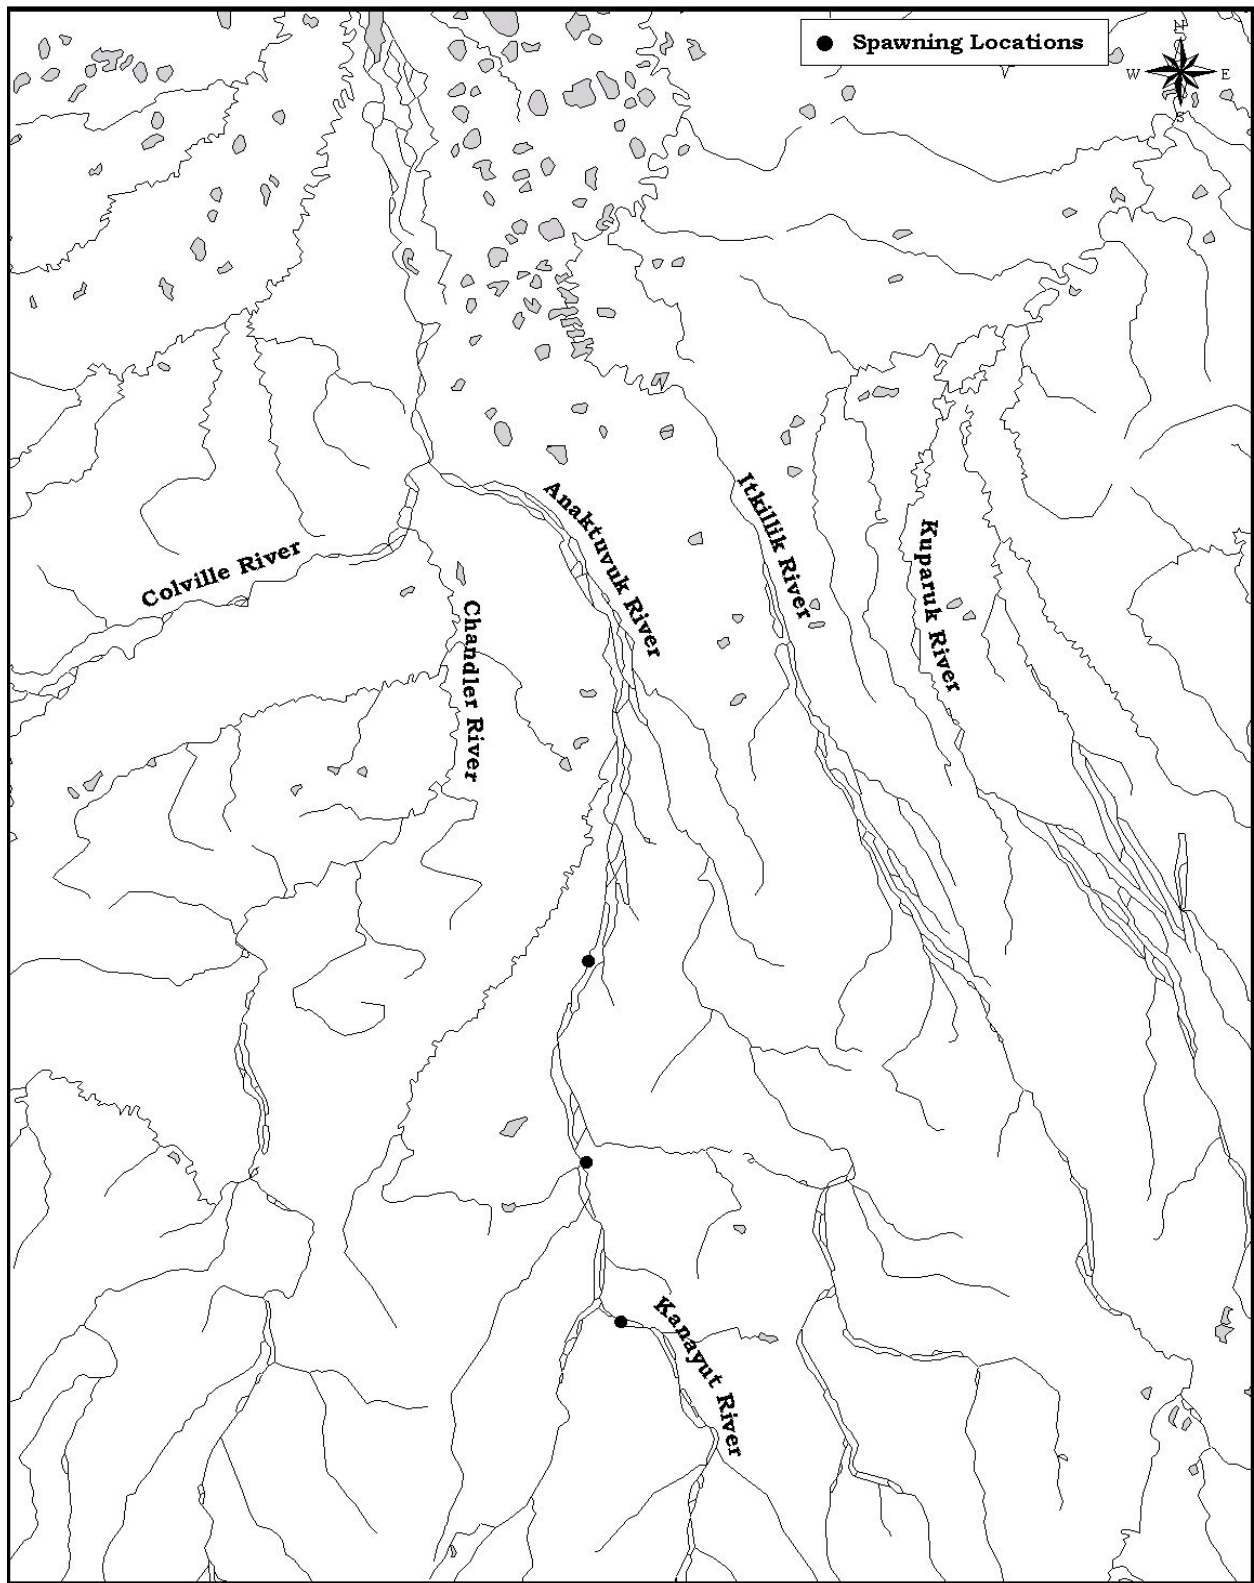 Spawning Locations
N
W
E
S
Anaktuvuk River
Itkillik River
Kuparuk River
Colville River
Chandler River
Kanayut River